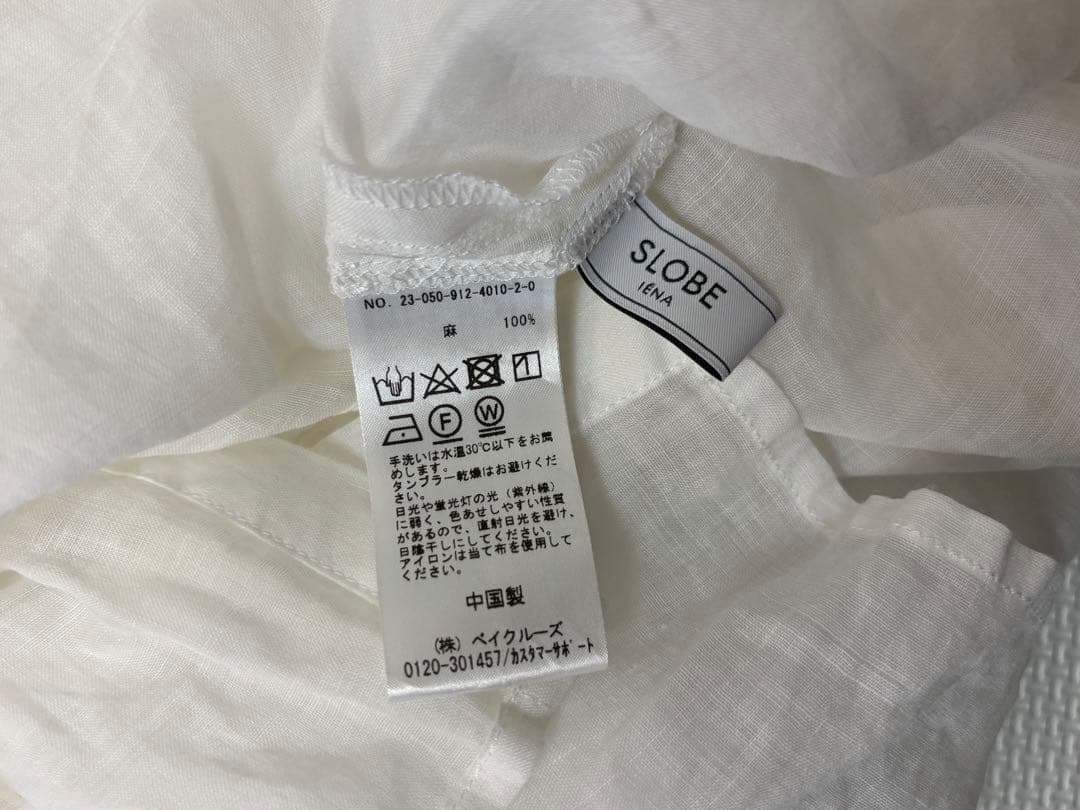 SLOBE
IÉNA
NO. 23-050-912-4010-2-0
麻 100%
F W
手洗いは水温30℃以下をお薦
めします。
タンブラー乾燥はお避けくだ
さい。
日光や蛍光灯の光（紫外線）
に弱く、色あせしやすい性質
があるので、直射日光を避け、
日陰干しにしてください。
アイロンは当て布を使用して
ください。
中国製
（株）ベイクルーズ
0120-301457/カスタマーサポート